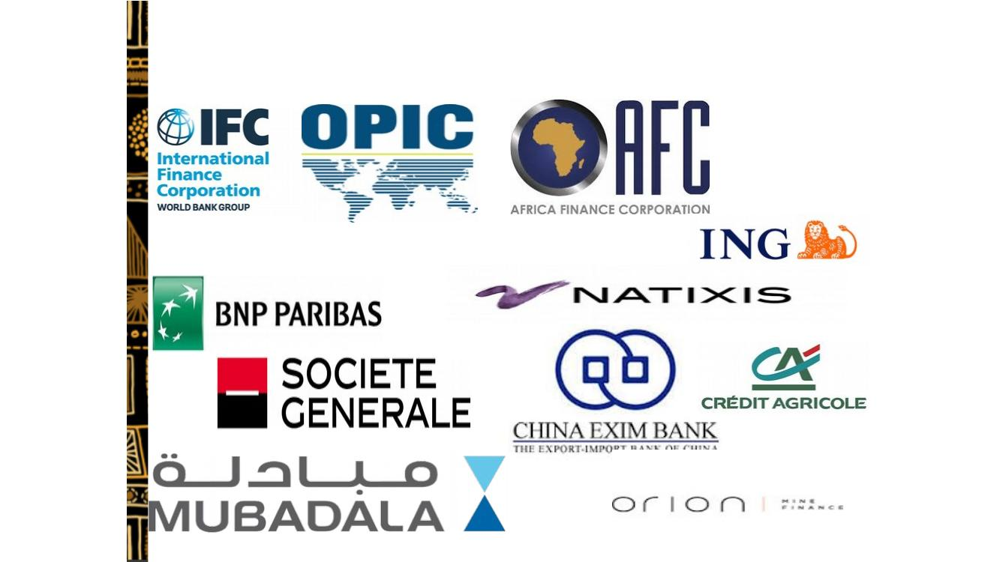 IFC
International
Finance
Corporation
WORLD BANK GROUP
OPIC
AFC
AFRICA FINANCE CORPORATION
ING
BNP PARIBAS
NATIXIS
SOCIETE
GENERALE
CHINA EXIM BANK
THE EXPORT-IMPORT BANK OF CHINA
CA
CRÉDIT AGRICOLE
مبادلة
MUBADALA
orion
MINE
FINANCE